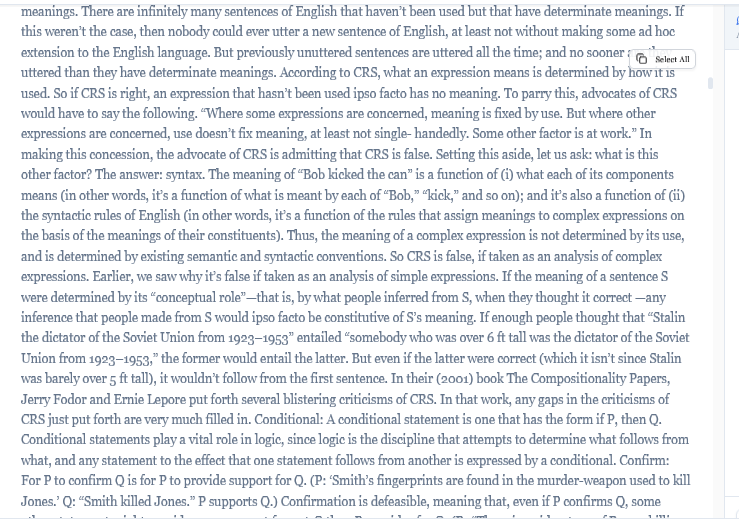 meanings. There are infinitely many sentences of English that haven’t been used but that have determinate meanings. If
this weren’t the case, then nobody could ever utter a new sentence of English, at least not without making some ad hoc
extension to the English language. But previously unuttered sentences are uttered all the time; and no sooner
Select All
uttered than they have determinate meanings. According to CRS, what an expression means is determined by how it is
used. So if CRS is right, an expression that hasn’t been used ipso facto has no meaning. To parry this, advocates of CRS
would have to say the following. “Where some expressions are concerned, meaning is fixed by use. But where other
expressions are concerned, use doesn’t fix meaning, at least not single- handedly. Some other factor is at work.” In
making this concession, the advocate of CRS is admitting that CRS is false. Setting this aside, let us ask: what is this
other factor? The answer: syntax. The meaning of “Bob kicked the can” is a function of (i) what each of its components
means (in other words, it’s a function of what is meant by each of “Bob,” “kick,” and so on); and it’s also a function of (ii)
the syntactic rules of English (in other words, it’s a function of the rules that assign meanings to complex expressions on
the basis of the meanings of their constituents). Thus, the meaning of a complex expression is not determined by its use,
and is determined by existing semantic and syntactic conventions. So CRS is false, if taken as an analysis of complex
expressions. Earlier, we saw why it’s false if taken as an analysis of simple expressions. If the meaning of a sentence S
were determined by its “conceptual role”—that is, by what people inferred from S, when they thought it correct —any
inference that people made from S would ipso facto be constitutive of S’s meaning. If enough people thought that “Stalin
the dictator of the Soviet Union from 1923–1953” entailed “somebody who was over 6 ft tall was the dictator of the Soviet
Union from 1923–1953,” the former would entail the latter. But even if the latter were correct (which it isn’t since Stalin
was barely over 5 ft tall), it wouldn’t follow from the first sentence. In their (2001) book The Compositionality Papers,
Jerry Fodor and Ernie Lepore put forth several blistering criticisms of CRS. In that work, any gaps in the criticisms of
CRS just put forth are very much filled in. Conditional: A conditional statement is one that has the form if P, then Q.
Conditional statements play a vital role in logic, since logic is the discipline that attempts to determine what follows from
what, and any statement to the effect that one statement follows from another is expressed by a conditional. Confirm:
For P to confirm Q is for P to provide support for Q. (P: ‘Smith’s fingerprints are found in the murder-weapon used to kill
Jones.’ Q: “Smith killed Jones.” P supports Q.) Confirmation is defeasible, meaning that, even if P confirms Q, some